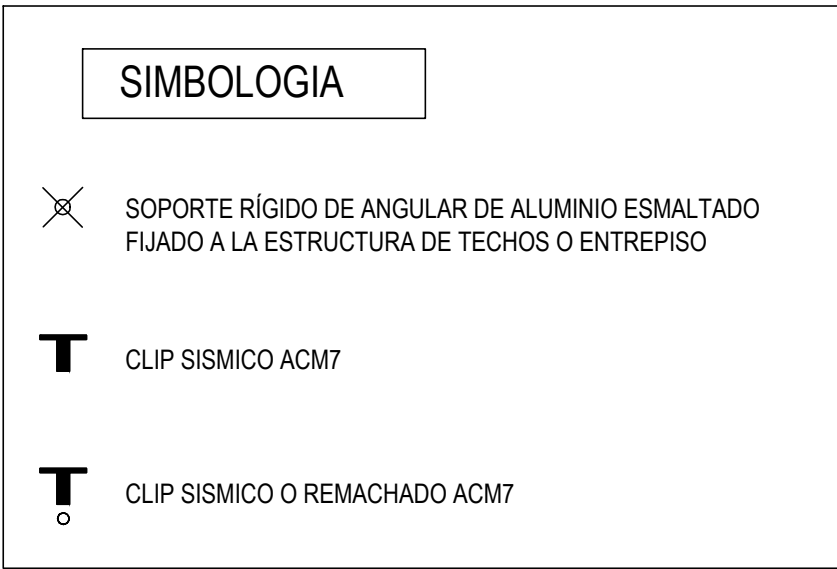 SIMBOLOGIA
SOPORTE RÍGIDO DE ANGULAR DE ALUMINIO ESMALTADO
FIJADO A LA ESTRUCTURA DE TECHOS O ENTREPISO
CLIP SISMICO ACM7
CLIP SISMICO O REMACHADO ACM7